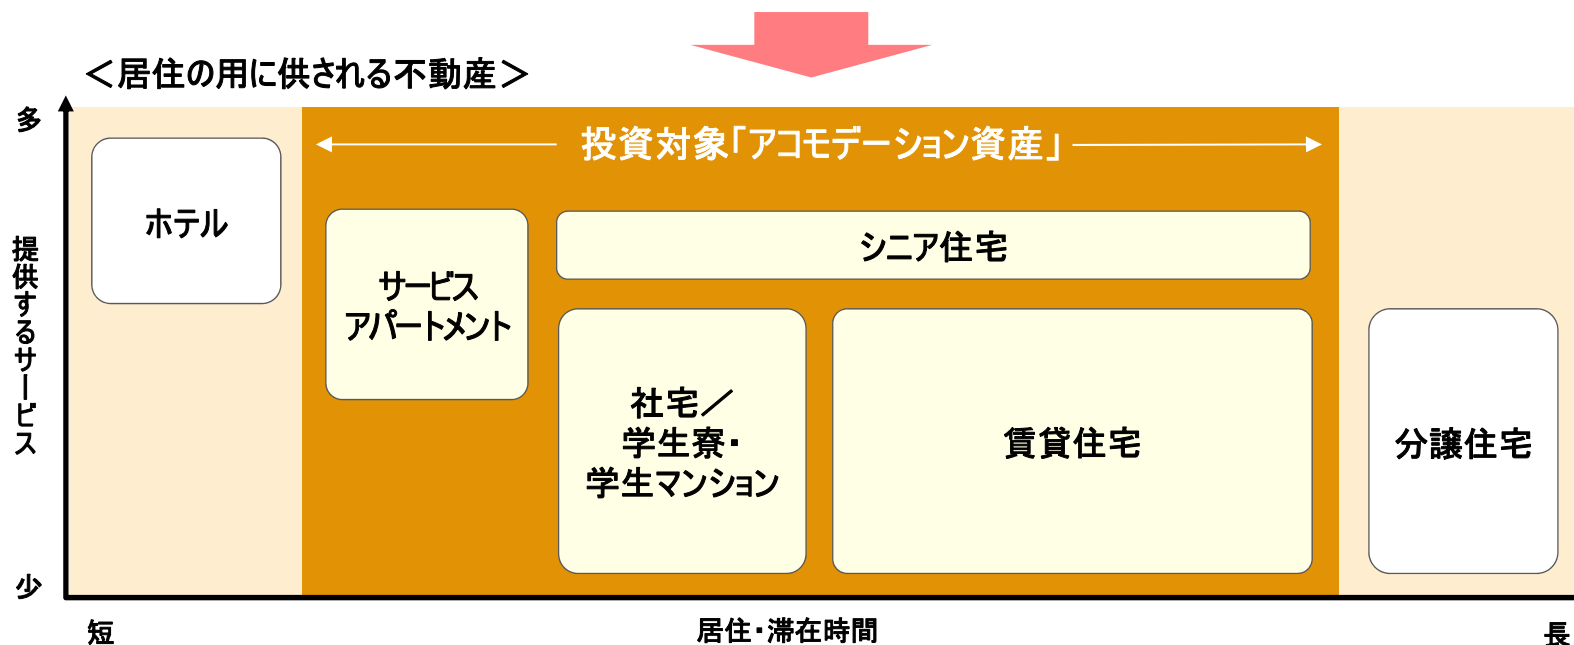 ＜居住の用に供される不動産＞
多
投資対象「アコモデーション資産」
ホテル
シニア住宅
サービス
アパートメント
提供するサービス
社宅／
学生寮・
学生マンション
賃貸住宅
分譲住宅
少
短
居住・滞在時間
長